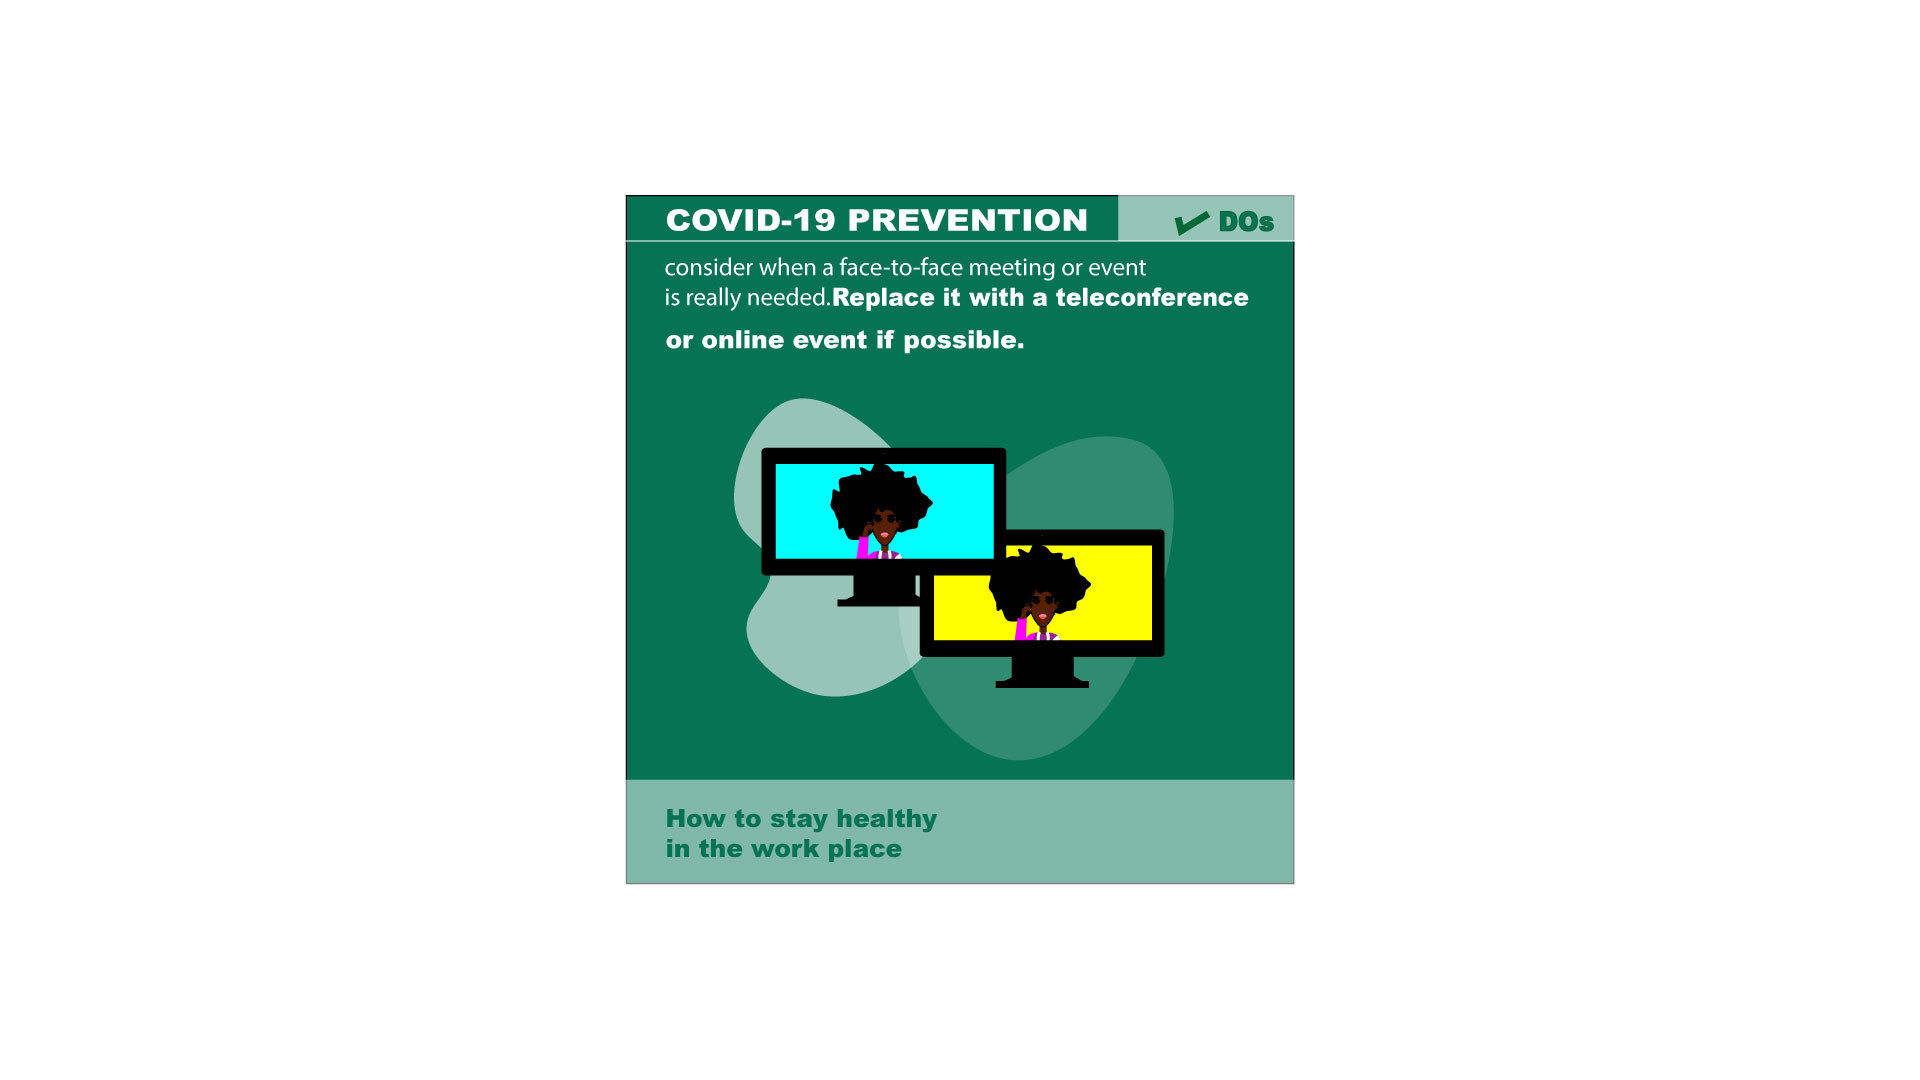 COVID-19 PREVENTION
DOs
consider when a face-to-face meeting or event
is really needed.Replace it with a teleconference
or online event if possible.
How to stay healthy
in the work place